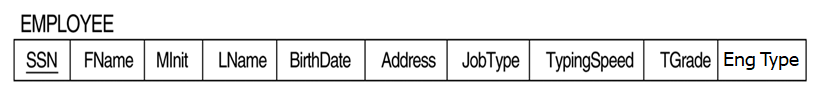 EMPLOYEE
SSN FName MInit LName BirthDate Address JobType TypingSpeed TGrade Eng Type